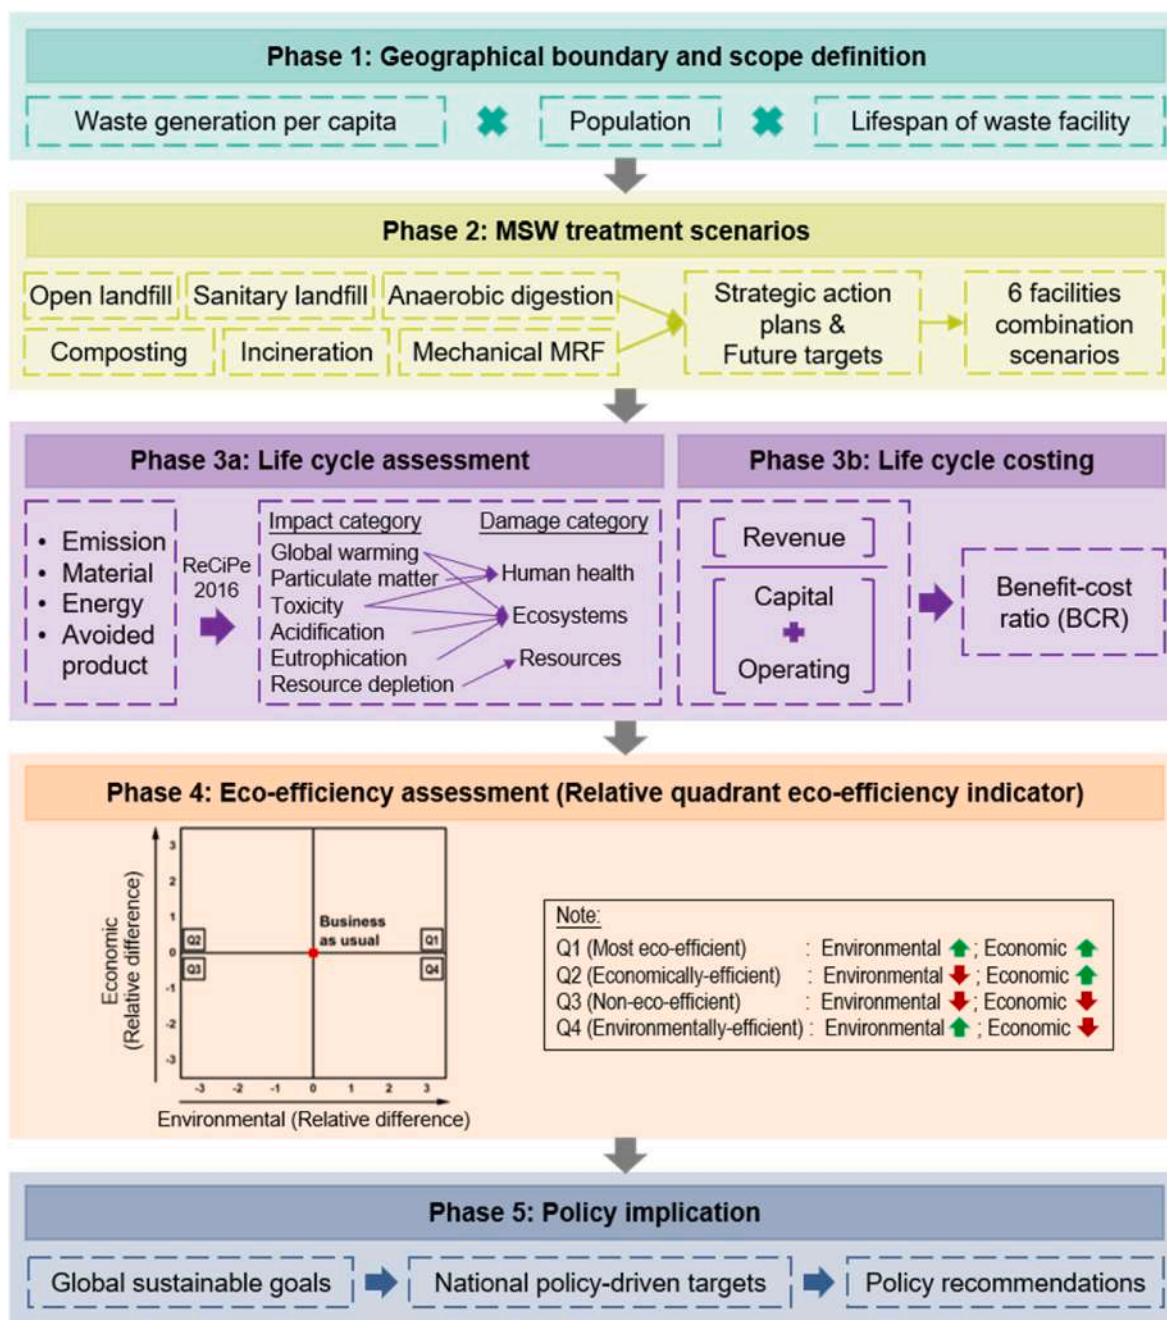 Phase 1: Geographical boundary and scope definition
Waste generation per capita
Population
Lifespan of waste facility
Phase 2: MSW treatment scenarios
Open landfill
Sanitary landfill
Anaerobic digestion
Composting
Incineration
Mechanical MRF
Strategic action
plans &
Future targets
6 facilities
combination
scenarios
Phase 3a: Life cycle assessment
• Emission
• Material
• Energy
• Avoided
product
ReCiPe
2016
Impact category
Global warming
Particulate matter
Toxicity
Acidification
Eutrophication
Resource depletion
Damage category
Human health
Ecosystems
Resources
Phase 3b: Life cycle costing
Revenue
Capital
Operating
Benefit-cost
ratio (BCR)
Phase 4: Eco-efficiency assessment (Relative quadrant eco-efficiency indicator)
Economic
(Relative difference)
3
2
1
0
-1
-2
-3
Q2
Q3
Business
as usual
Q1
Q4
-3 -2 -1 0 1 2 3
Environmental (Relative difference)
Note:
Q1 (Most eco-efficient) : Environmental ; Economic
Q2 (Economically-efficient) : Environmental ; Economic
Q3 (Non-eco-efficient) : Environmental ; Economic
Q4 (Environmentally-efficient) : Environmental ; Economic
Phase 5: Policy implication
Global sustainable goals
National policy-driven targets
Policy recommendations